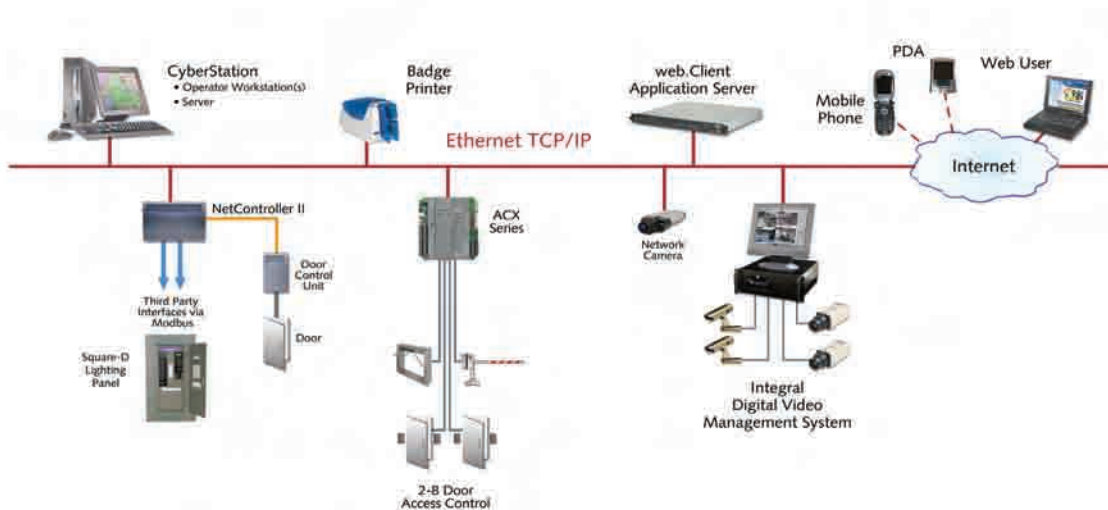 CyberStation
• Operator Workstation(s)
• Server
Badge
Printer
web.Client
Application Server
PDA
Web User
Mobile
Phone
Ethernet TCP/IP
Internet
NetController II
ACX
Series
Network
Camera
Door
Control
Unit
Third Party
Interfaces via
Modbus
Door
Square-D
Lighting
Panel
Integral
Digital Video
Management System
2-8 Door
Access Control